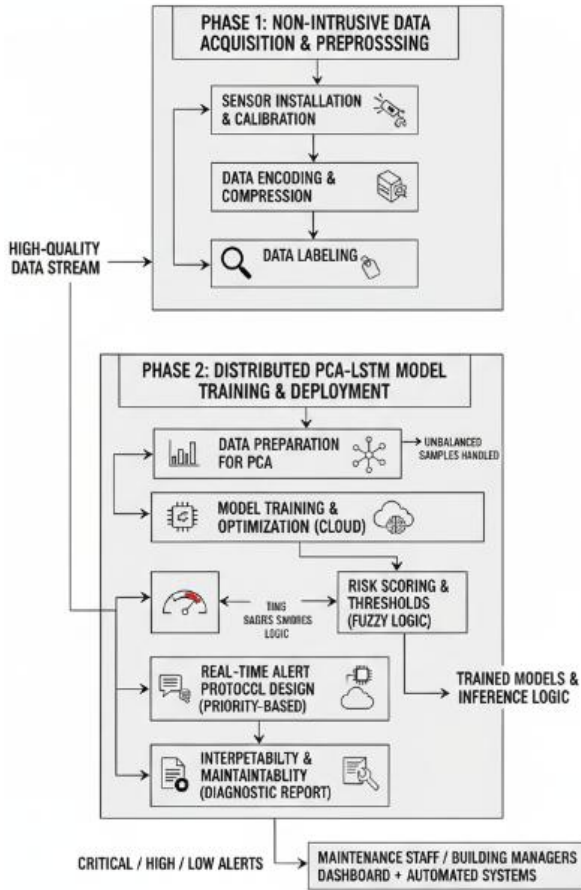 PHASE 1: NON-INTRUSIVE DATA
ACQUISITION & PREPROSSSING
SENSOR INSTALLATION
& CALIBRATION
DATA ENCODING &
COMPRESSION
HIGH-QUALITY
DATA STREAM
DATA LABELING
PHASE 2: DISTRIBUTED PCA-LSTM MODEL
TRAINING & DEPLOYMENT
DATA PREPARATION
FOR PCA
UNBALANCED
SAMPLES HANDLED
MODEL TRAINING &
OPTIMIZATION (CLOUD)
TING
SAGRS SMORES
LOGIC
RISK SCORING &
THRESHOLDS
(FUZZY LOGIC)
TRAINED MODELS &
INFERENCE LOGIC
REAL-TIME ALERT
PROTOCCL DESIGN
(PRIORITY-BASED)
INTERPETABILTY &
MAINTAINTABLITY
(DIAGNOSTIC REPORT)
CRITICAL / HIGH / LOW ALERTS
MAINTENANCE STAFF / BUILDING MANAGERS
DASHBOARD + AUTOMATED SYSTEMS